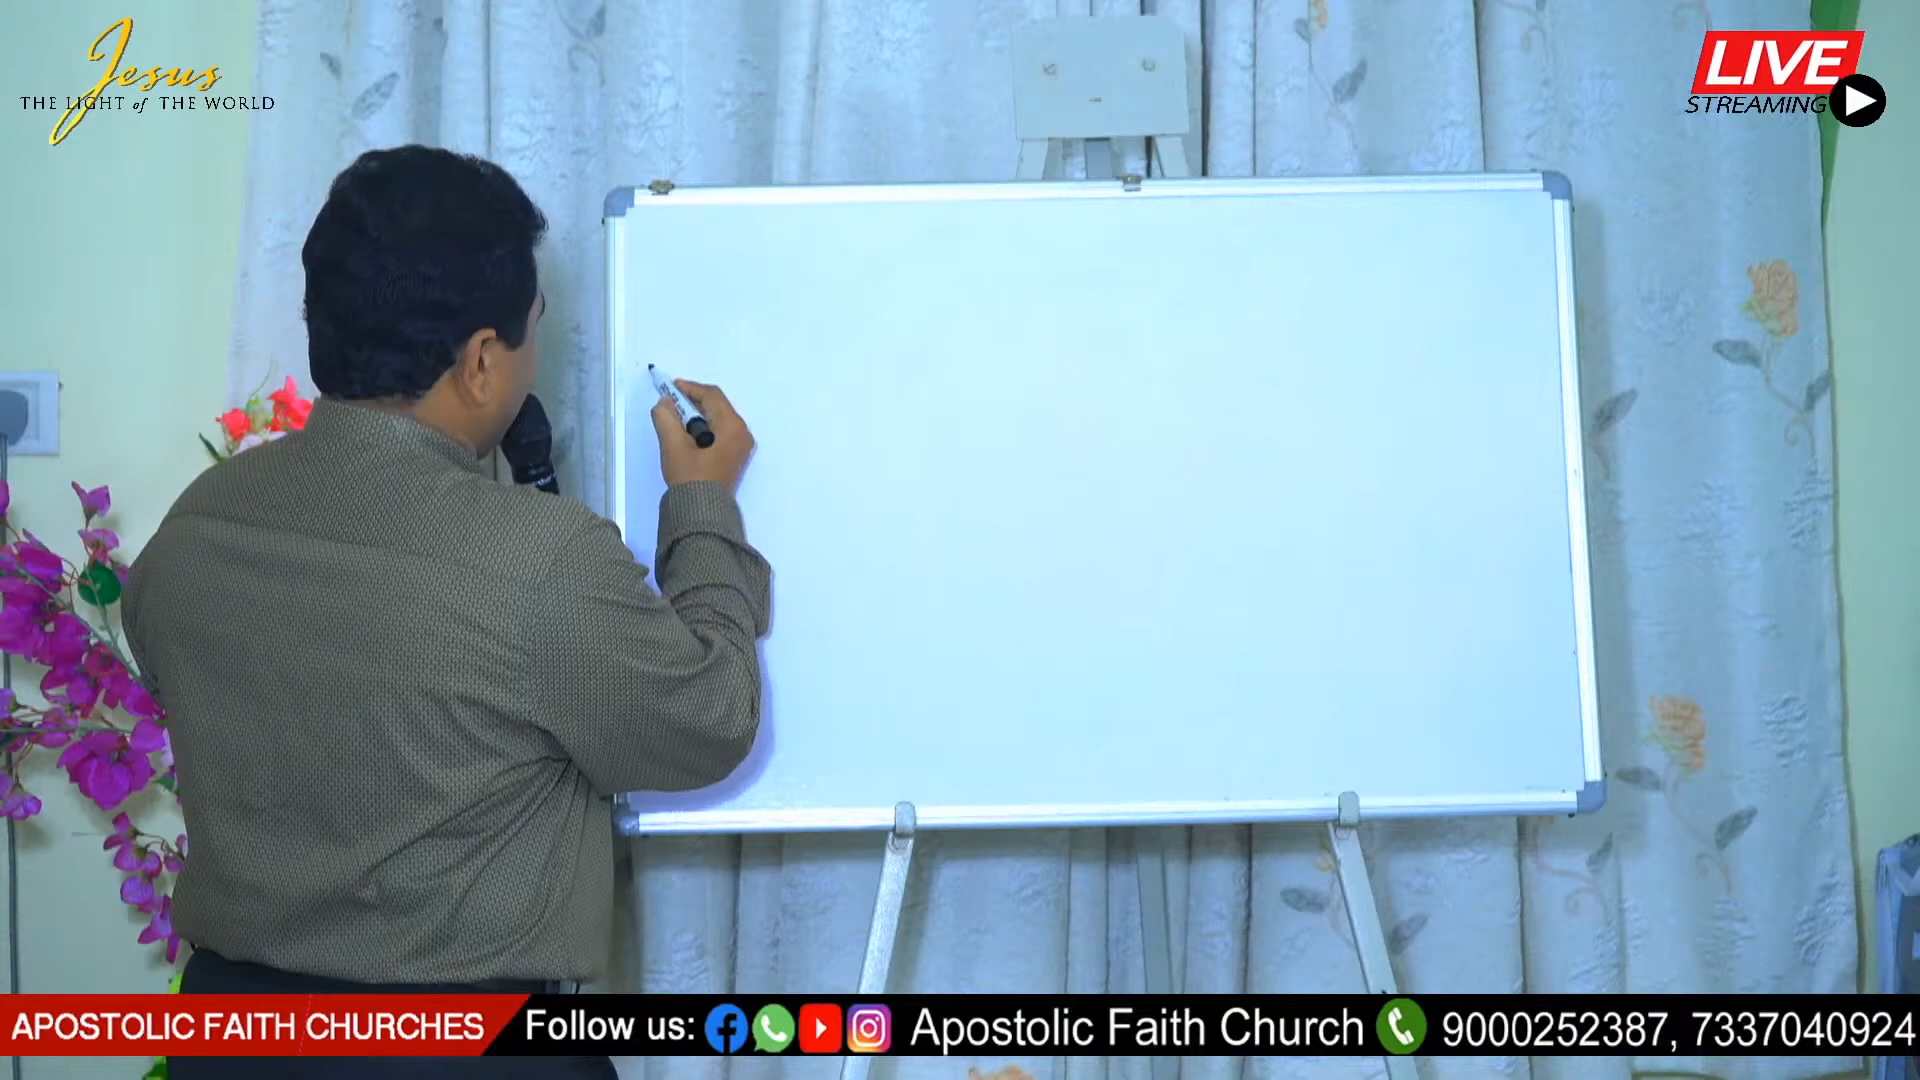 Jesus
THE LIGHT of THE WORLD
LIVE
STREAMING
APOSTOLIC FAITH CHURCHES
Follow us:
Apostolic Faith Church
9000252387, 7337040924